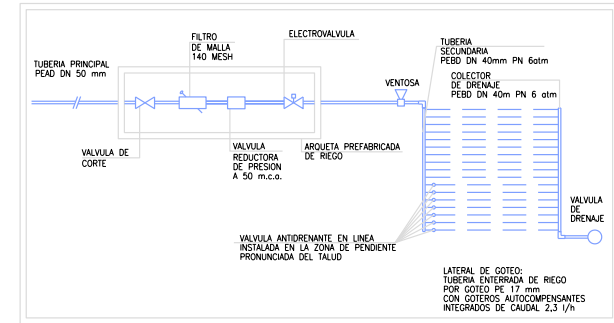 FILTRO
DE MALLA
140 MESH
ELECTROVALVULA
TUBERIA
SECUNDARIA
PEBD DN 40mm PN 6atm
TUBERIA PRINCIPAL
PEAD DN 50 mm
COLECTOR
DE DRENAJE
PEBD DN 40m PN 6 atm
VENTOSA
VALVULA DE
CORTE
VALVULA
REDUCTORA
DE PRESION
A 50 m.c.a.
ARQUETA PREFABRICADA
DE RIEGO
VALVULA
DE
DRENAJE
VALVULA ANTIDRENANTE EN LINEA
INSTALADA EN LA ZONA DE PENDIENTE
PRONUNCIADA DEL TALUD
LATERAL DE GOTEO:
TUBERIA ENTERRADA DE RIEGO
POR GOTEO PE 17 mm
CON GOTEROS AUTOCOMPENSANTES
INTEGRADOS DE CAUDAL 2,3 l/h